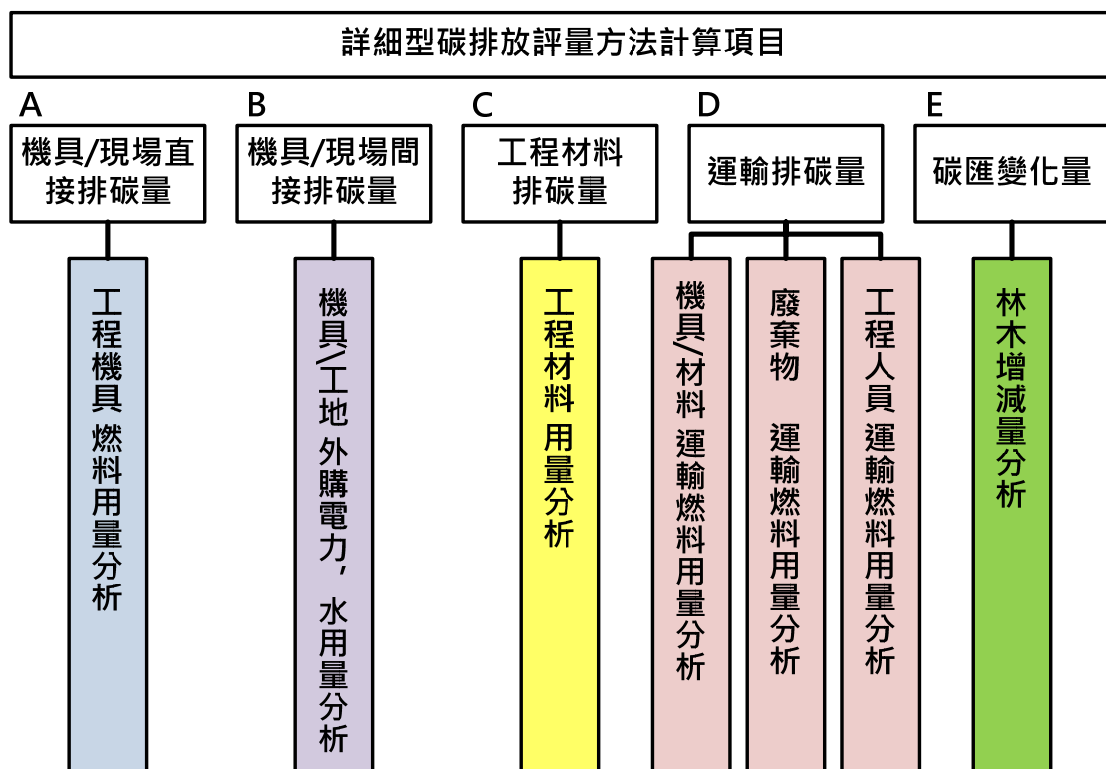 詳細型碳排放評量方法計算項目
A
機具/現場直
接排碳量
工程機具 燃料用量分析
B
機具/現場間
接排碳量
機具\工地 外購電力，水用量分析
C
工程材料
排碳量
工程材料 用量分析
D
運輸排碳量
機具/材料 運輸燃料用量分析
廢棄物 運輸燃料用量分析
工程人員 運輸燃料用量分析
E
碳匯變化量
林木增減量分析